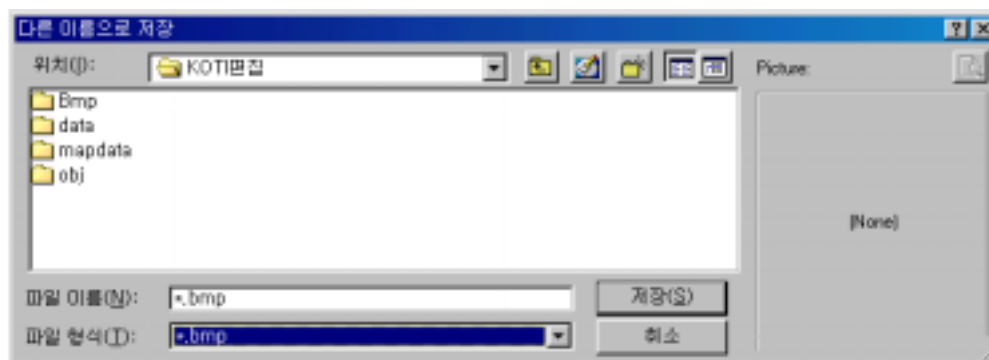 다른 이름으로 저장
위치(I): KOTI편집 Picture:
Bmp
data
mapdata
obj
(None)
파일 이름(N): *.bmp 저장(S)
파일 형식(T): *.bmp 취소